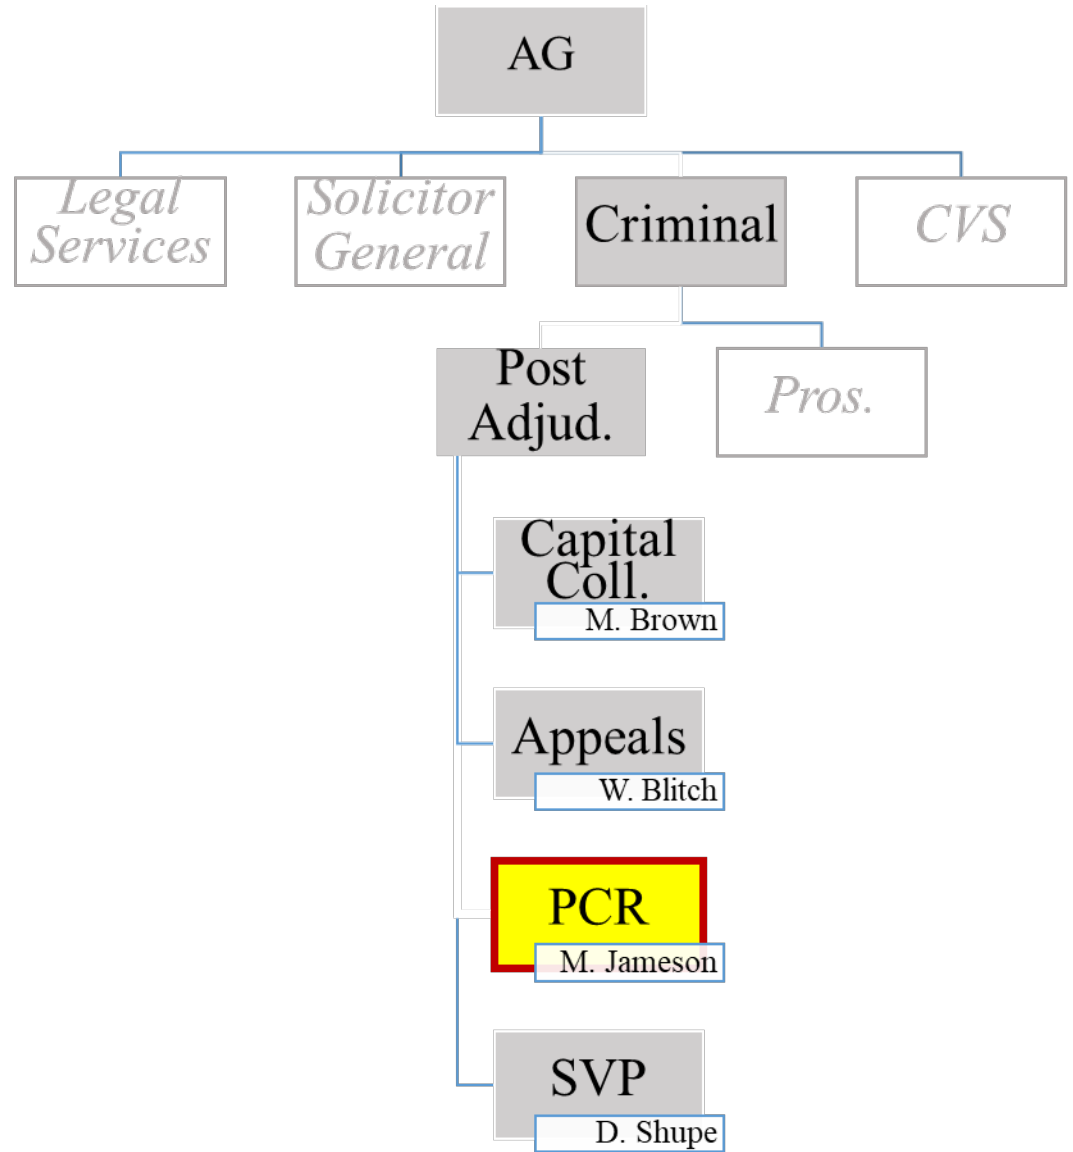 AG
Legal
Services
Solicitor
General
Criminal
CVS
Post
Adjud.
Pros.
Capital
Coll.
M. Brown
Appeals
W. Blitch
PCR
M. Jameson
SVP
D. Shupe